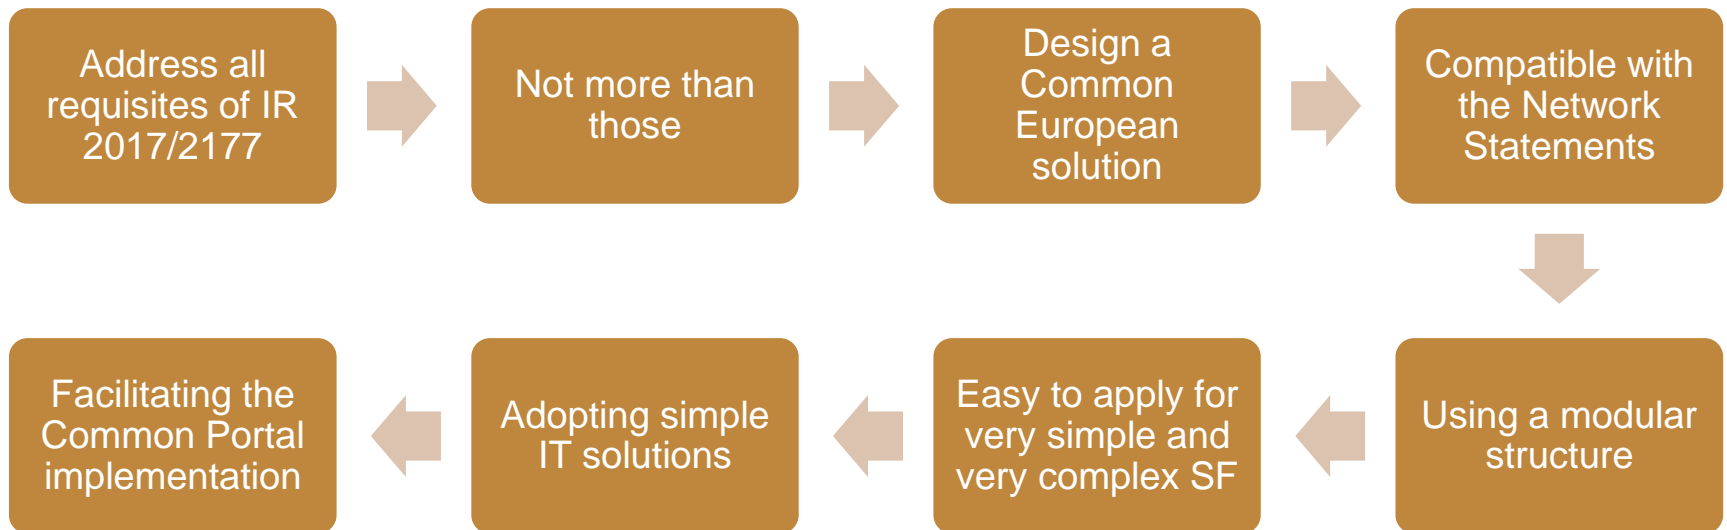 Address all
requisites of IR
2017/2177
Not more than
those
Design a
Common
European
solution
Compatible with
the Network
Statements
Using a modular
structure
Easy to apply for
very simple and
very complex SF
Adopting simple
IT solutions
Facilitating the
Common Portal
implementation